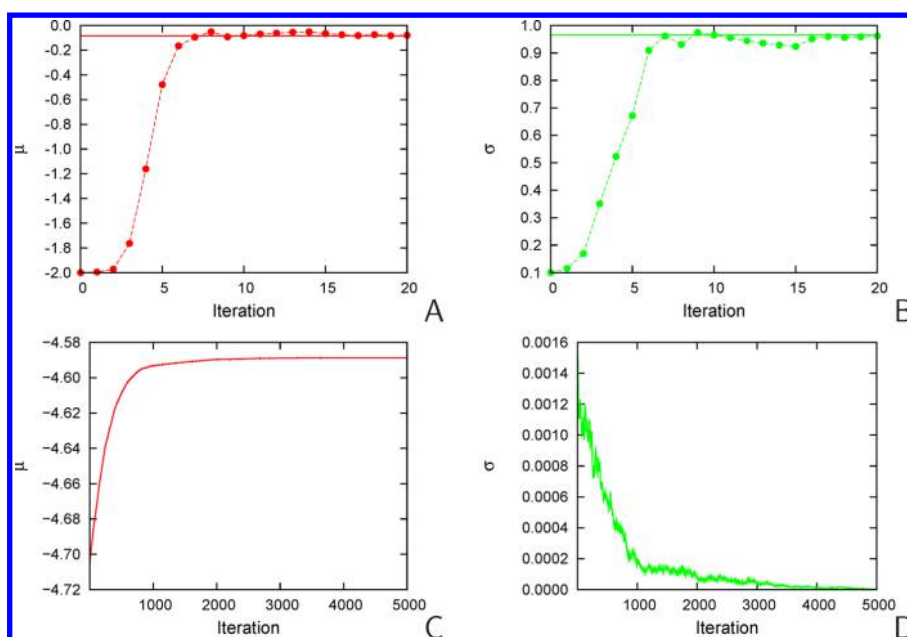 0.0
-0.2
-0.4
-0.6
-0.8
-1.0
-1.2
-1.4
-1.6
-1.8
-2.0
μ
0 5 10 15 20
Iteration
A
1.0
0.9
0.8
0.7
0.6
0.5
0.4
0.3
0.2
0.1
σ
0 5 10 15 20
Iteration
B
−4.58
−4.60
−4.62
−4.64
−4.66
−4.68
−4.70
−4.72
μ
1000 2000 3000 4000 5000
Iteration
C
0.0016
0.0014
0.0012
0.0010
0.0008
0.0006
0.0004
0.0002
0.0000
σ
1000 2000 3000 4000 5000
Iteration
D